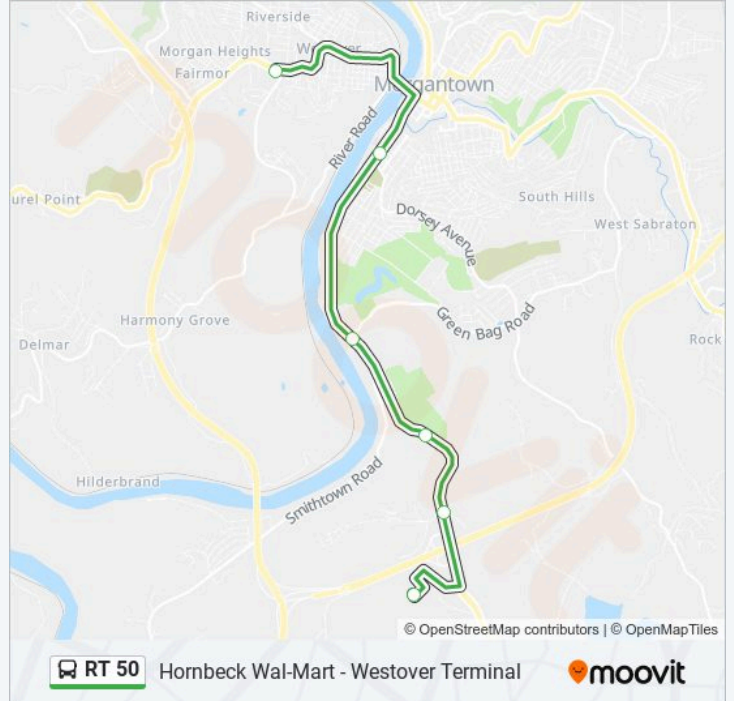 Riverside
Morgan Heights
Fairmor
Morgantown
River Road
urel Point
Dorsey Avenue
South Hills
West Sabraton
Harmony Grove
Green Bag Road
Delmar
Rock
Hilderbrand
Smithtown Road
© OpenStreetMap contributors | © OpenMapTiles
RT 50 Hornbeck Wal-Mart - Westover Terminal
moovit